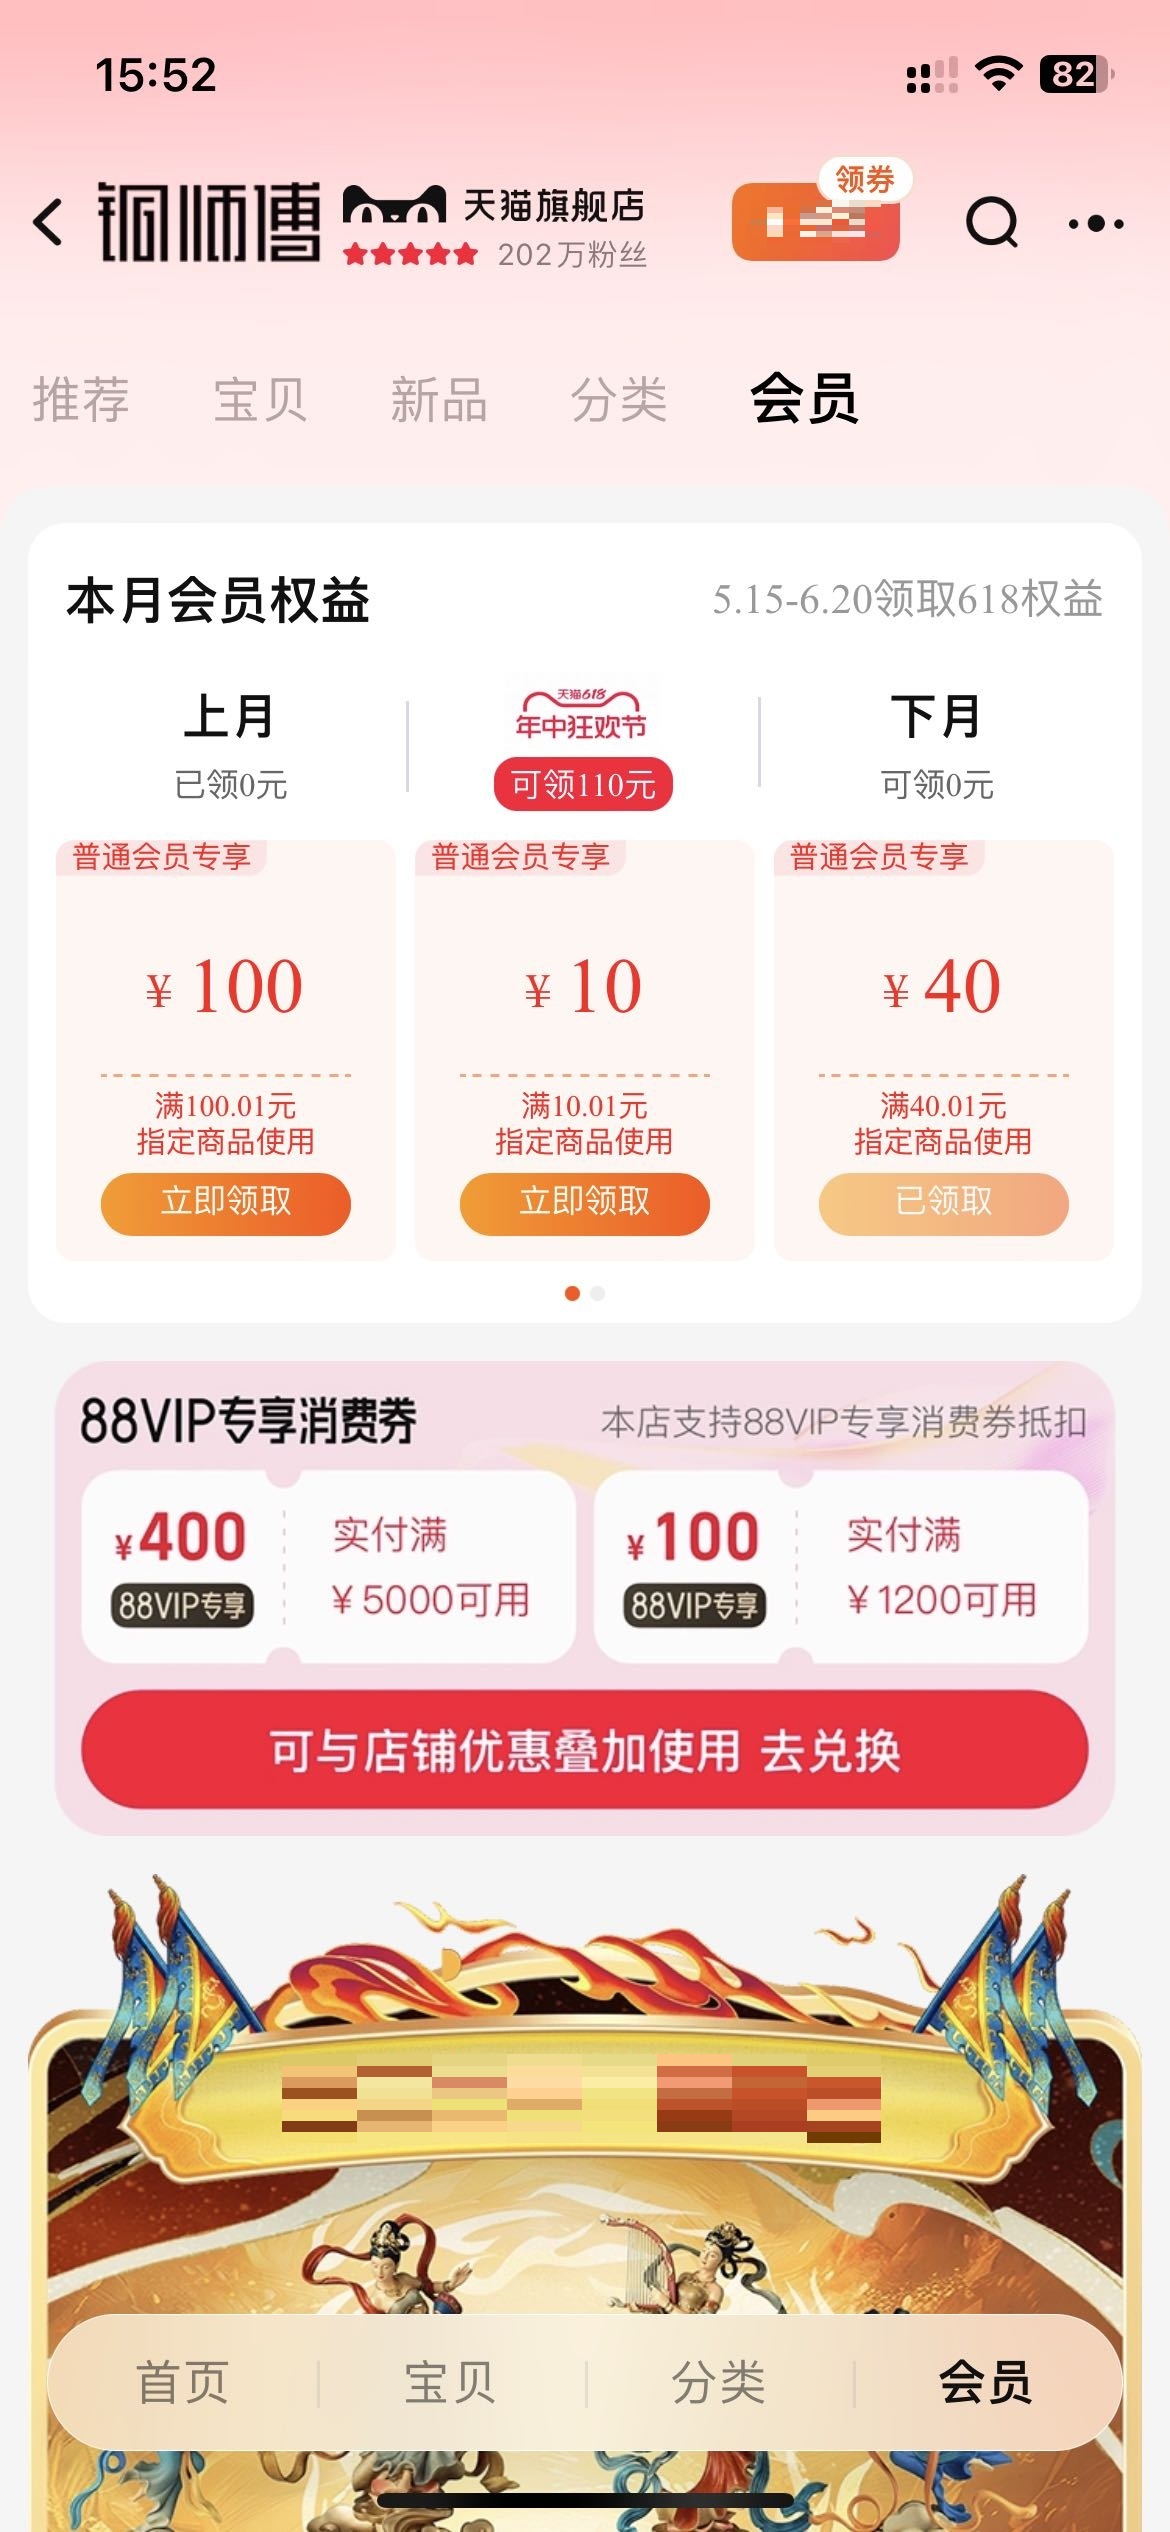 15:52
82
铜师傅
天猫旗舰店
202万粉丝
领券
推荐
宝贝
新品
分类
会员
本月会员权益
5.15-6.20领取618权益
上月
已领0元
天猫618
年中狂欢节
可领110元
下月
可领0元
普通会员专享
¥ 100
满100.01元
指定商品使用
立即领取
普通会员专享
¥ 10
满10.01元
指定商品使用
立即领取
普通会员专享
¥ 40
满40.01元
指定商品使用
已领取
88VIP专享消费券
本店支持88VIP专享消费券抵扣
¥400
88VIP专享
实付满
¥5000可用
¥100
88VIP专享
实付满
¥1200可用
可与店铺优惠叠加使用 去兑换
首页
宝贝
分类
会员